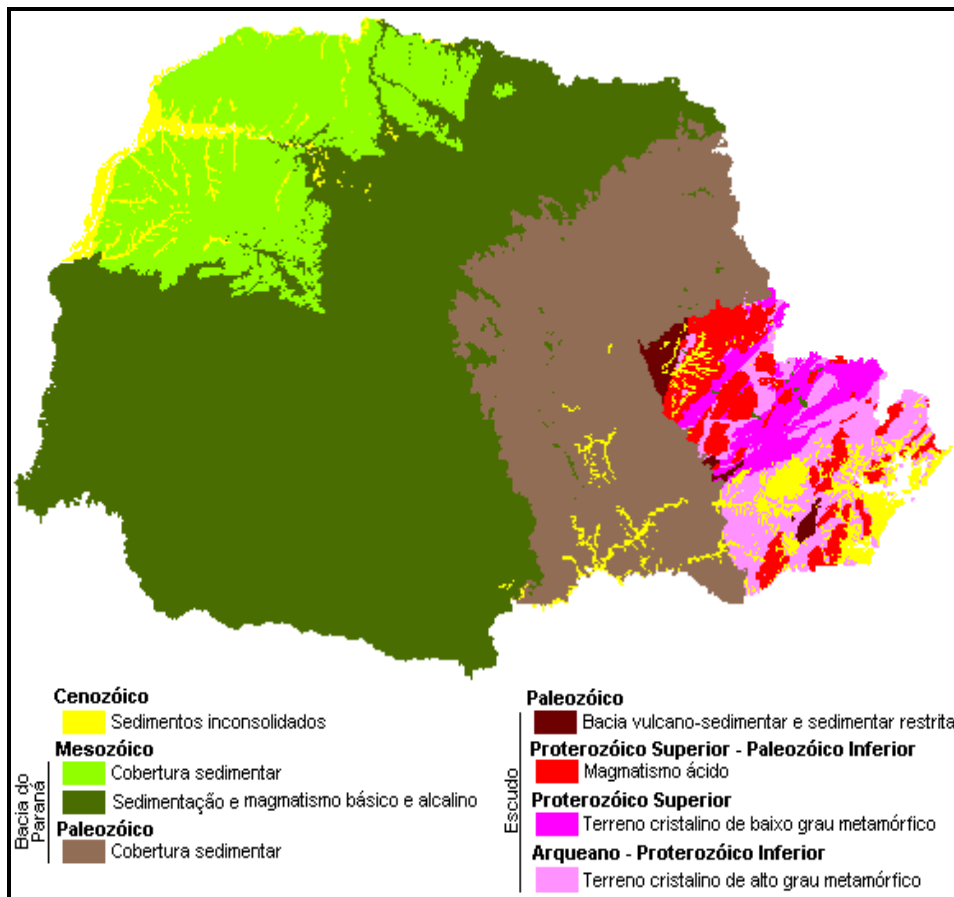 Cenozóico
Sedimentos inconsolidados
Mesozóico
Cobertura sedimentar
Sedimentação e magmatismo básico e alcalino
Paleozóico
Cobertura sedimentar
Bacia do
Paraná
Paleozóico
Bacia vulcano-sedimentar e sedimentar restrita
Proterozóico Superior - Paleozóico Inferior
Magmatismo ácido
Proterozóico Superior
Terreno cristalino de baixo grau metamórfico
Arqueano - Proterozóico Inferior
Terreno cristalino de alto grau metamórfico
Escudo